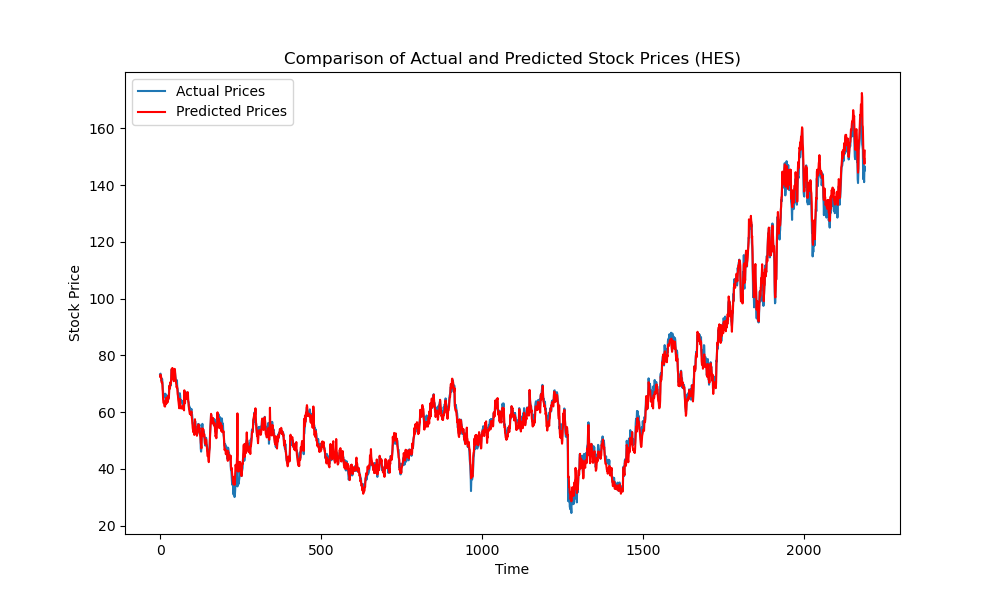 Comparison of Actual and Predicted Stock Prices (HES)
Actual Prices
Predicted Prices
160
140
120
100
80
60
40
20
Stock Price
0 500 1000 1500 2000
Time